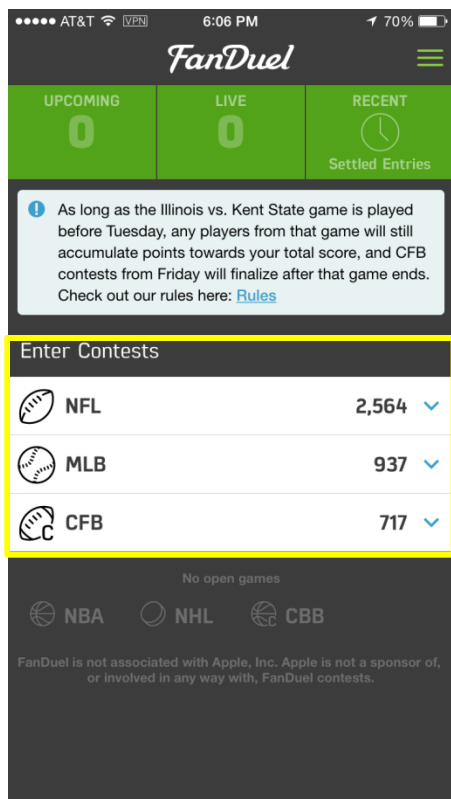 AT&T VPN 6:06 PM 70%
FanDuel
UPCOMING LIVE RECENT
0 0
Settled Entries
As long as the Illinois vs. Kent State game is played
before Tuesday, any players from that game will still
accumulate points towards your total score, and CFB
contests from Friday will finalize after that game ends.
Check out our rules here: Rules
Enter Contests
NFL 2,564
MLB 937
CFB 717
No open games
NBA NHL CBB
FanDuel is not associated with Apple, Inc. Apple is not a sponsor of,
or involved in any way with, FanDuel contests.